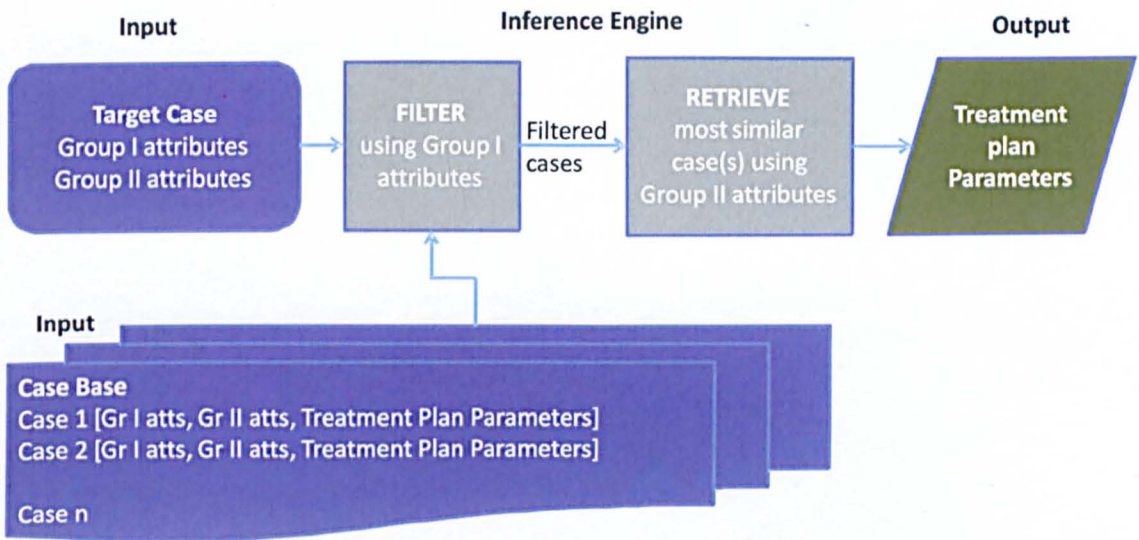 Input
Inference Engine
Output
Target Case
Group I attributes
Group II attributes
FILTER
using Group I
attributes
Filtered
cases
RETRIEVE
most similar
case(s) using
Group II attributes
Treatment
plan
Parameters
Input
Case Base
Case 1 [Gr I atts, Gr II atts, Treatment Plan Parameters]
Case 2 [Gr I atts, Gr II atts, Treatment Plan Parameters]
Case n